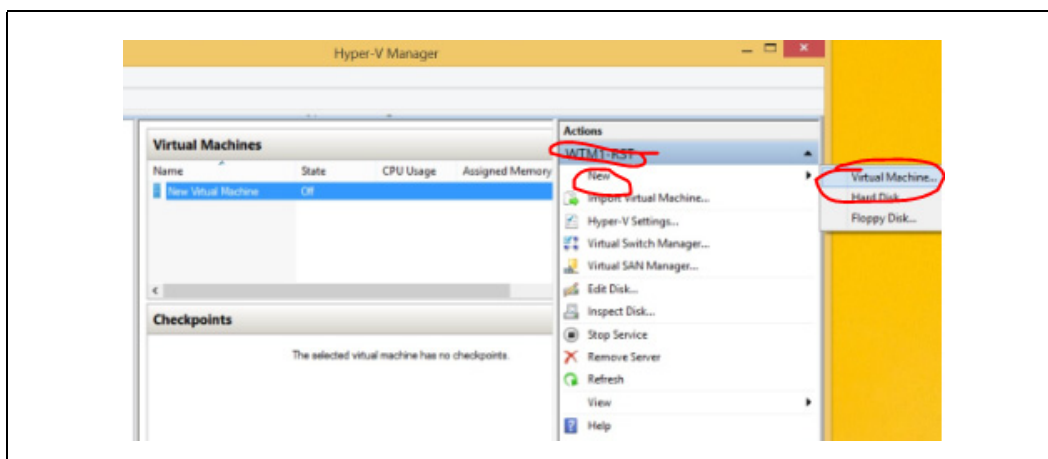 Hyper-V Manager
Virtual Machines
Name State CPU Usage Assigned Memory
New Virtual Machine Off
Checkpoints
The selected virtual machine has no checkpoints.
Actions
WTM1-RST
New
Import Virtual Machine...
Hyper-V Settings...
Virtual Switch Manager...
Virtual SAN Manager...
Edit Disk...
Inspect Disk...
Stop Service
Remove Server
Refresh
View
Help
Virtual Machine...
Hard Disk...
Floppy Disk...